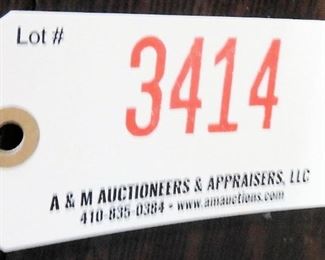 Lot #
3414
A & M AUCTIONEERS & APPRAISERS, LLC
410-835-0384 • www.amauctions.com